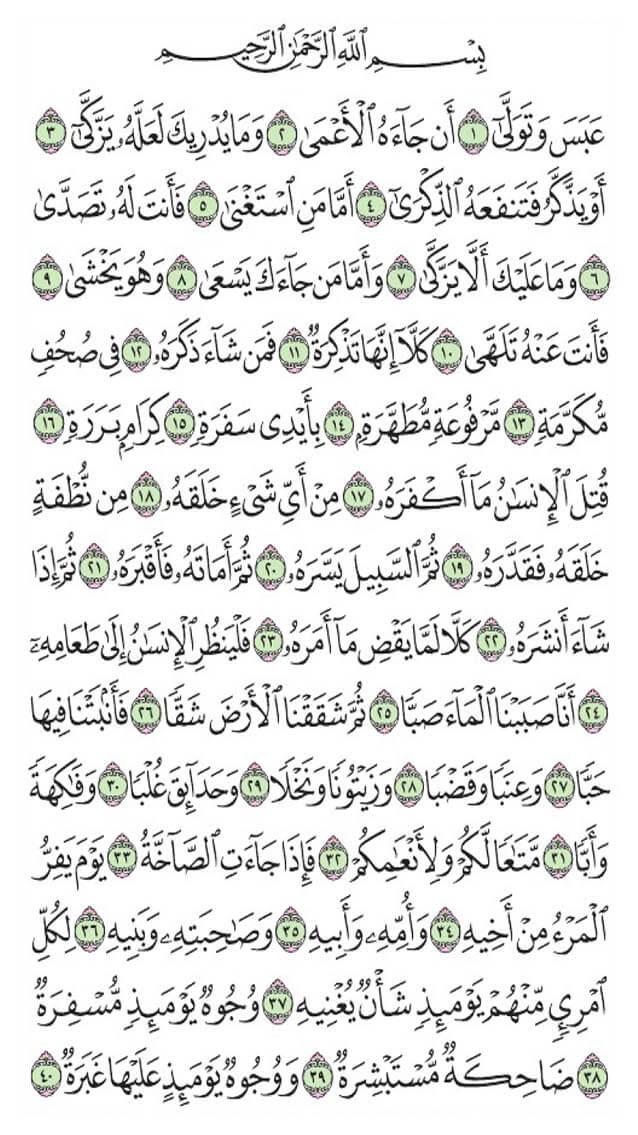 بِسْمِ ٱللَّهِ ٱلرَّحْمَٰنِ ٱلرَّحِيمِ
عَبَسَ وَتَوَلَّىٰٓ ١ أَن جَآءَهُ ٱلْأَعْمَىٰ ٢ وَمَا يُدْرِيكَ لَعَلَّهُۥ يَزَّكَّىٰٓ ٣
أَوْ يَذَّكَّرُ فَتَنفَعَهُ ٱلذِّكْرَىٰٓ ٤ أَمَّا مَنِ ٱسْتَغْنَىٰ ٥ فَأَنتَ لَهُۥ تَصَدَّىٰ
٦ وَمَا عَلَيْكَ أَلَّا يَزَّكَّىٰ ٧ وَأَمَّا مَن جَآءَكَ يَسْعَىٰ ٨ وَهُوَ يَخْشَىٰ ٩
فَأَنتَ عَنْهُ تَلَهَّىٰ ١٠ كَلَّآ إِنَّهَا تَذْكِرَةٌ ١١ فَمَن شَآءَ ذَكَرَهُۥ ١٢ فِى صُحُفٍ
مُّكَرَّمَةٍ ١٣ مَّرْفُوعَةٍ مُّطَهَّرَةٍۭ ١٤ بِأَيْدِى سَفَرَةٍ ١٥ كِرَامٍۭ بَرَرَةٍ ١٦
قُتِلَ ٱلْإِنسَٰنُ مَآ أَكْفَرَهُۥ ١٧ مِنْ أَىِّ شَىْءٍ خَلَقَهُۥ ١٨ مِن نُّطْفَةٍ
خَلَقَهُۥ فَقَدَّرَهُۥ ١٩ ثُمَّ ٱلسَّبِيلَ يَسَّرَهُۥ ٢٠ ثُمَّ أَمَاتَهُۥ فَأَقْبَرَهُۥ ٢١ ثُمَّ إِذَا
شَآءَ أَنشَرَهُۥ ٢٢ كَلَّا لَمَّا يَقْضِ مَآ أَمَرَهُۥ ٢٣ فَلْيَنظُرِ ٱلْإِنسَٰنُ إِلَىٰ طَعَامِهِۦٓ
٢٤ أَنَّا صَبَبْنَا ٱلْمَآءَ صَبًّا ٢٥ ثُمَّ شَقَقْنَا ٱلْأَرْضَ شَقًّا ٢٦ فَأَنۢبَتْنَا فِيهَا
حَبًّا ٢٧ وَعِنَبًا وَقَضْبًا ٢٨ وَزَيْتُونًا وَنَخْلًا ٢٩ وَحَدَآئِقَ غُلْبًا ٣٠ وَفَٰكِهَةً
وَأَبًّا ٣١ مَّتَٰعًا لَّكُمْ وَلِأَنْعَٰمِكُمْ ٣٢ فَإِذَا جَآءَتِ ٱلصَّآخَّةُ ٣٣ يَوْمَ يَفِرُّ
ٱلْمَرْءُ مِنْ أَخِيهِ ٣٤ وَأُمِّهِۦ وَأَبِيهِ ٣٥ وَصَٰحِبَتِهِۦ وَبَنِيهِ ٣٦ لِكُلِّ
ٱمْرِئٍ مِّنْهُمْ يَوْمَئِذٍ شَأْنٌ يُغْنِيهِ ٣٧ وُجُوهٌ يَوْمَئِذٍ مُّسْفِرَةٌ
٣٨ ضَاحِكَةٌ مُّسْتَبْشِرَةٌ ٣٩ وَوُجُوهٌ يَوْمَئِذٍ عَلَيْهَا غَبَرَةٌ ٤٠